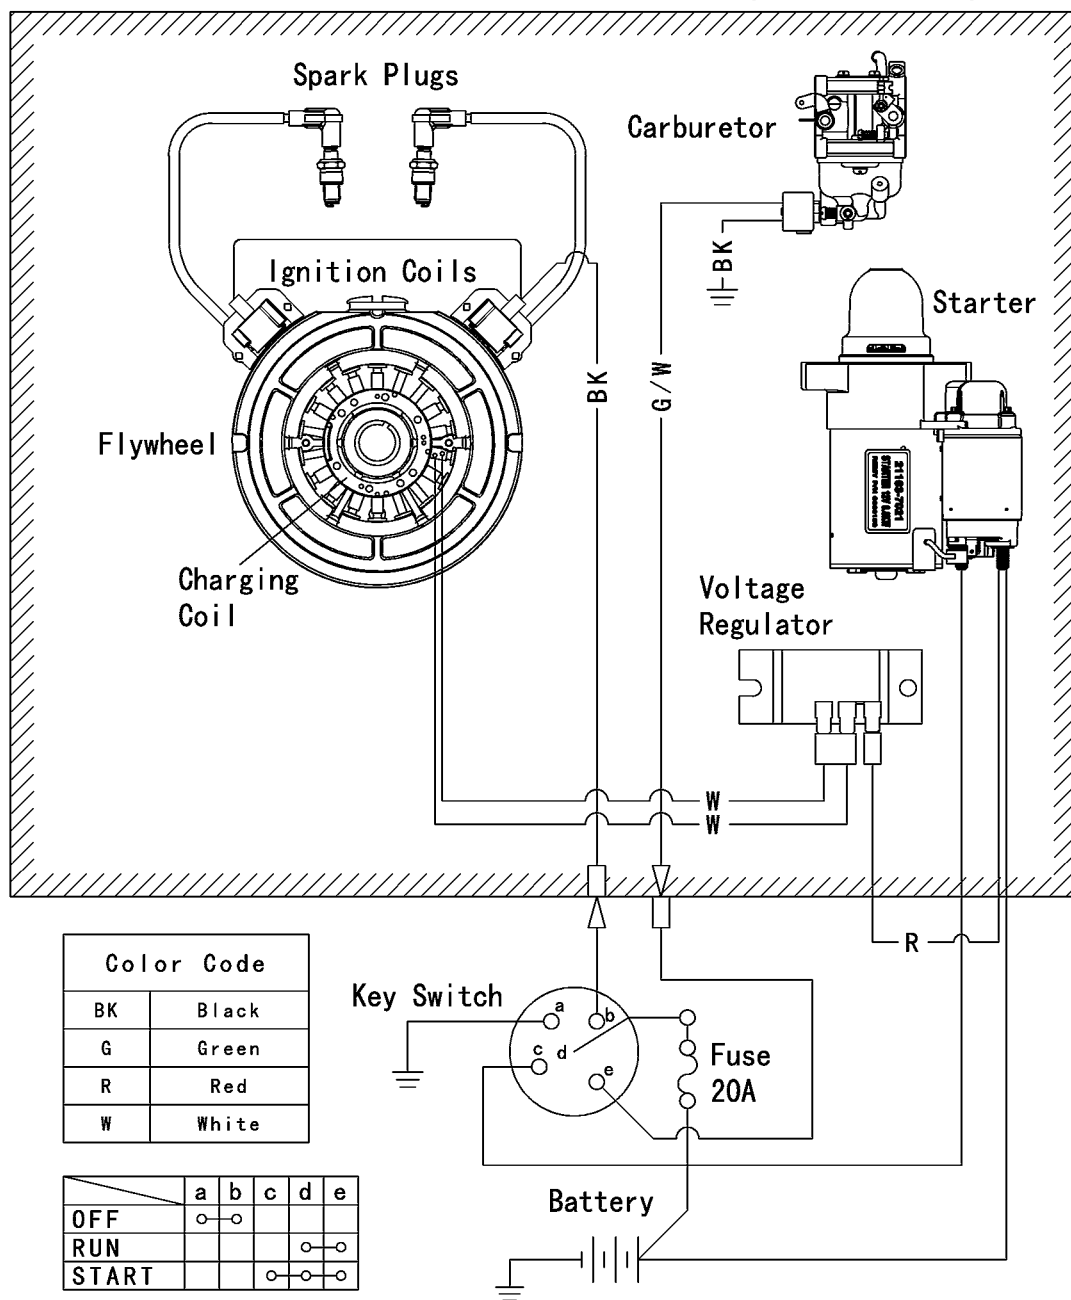 Spark Plugs
Carburetor
BK
Ignition Coils
Starter
BK
G/W
Flywheel
Charging
Coil
Voltage
Regulator
W
W
R
Color Code
BK Black
G Green
R Red
W White
Key Switch
a
b
c
d
e
Fuse
20A
Battery
a b c d e
OFF
RUN
START